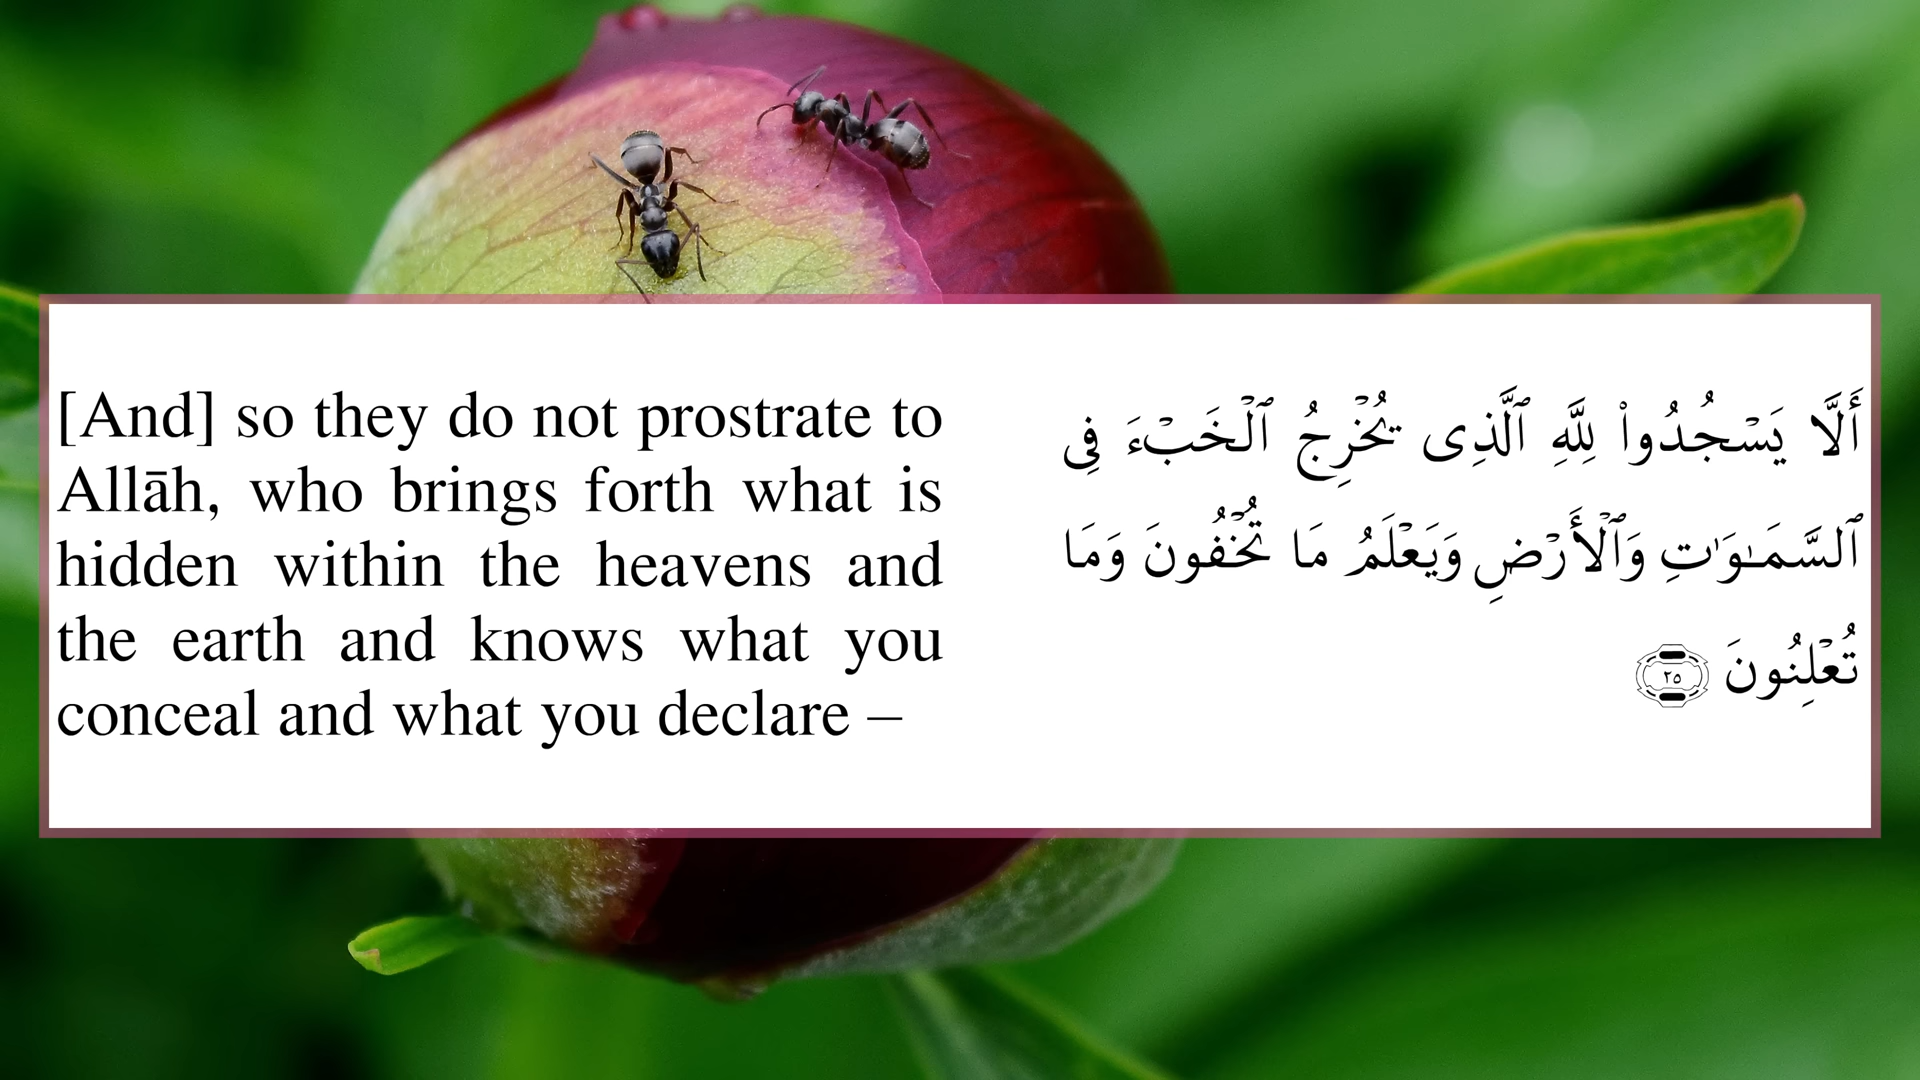 [And] so they do not prostrate to
Allāh, who brings forth what is
hidden within the heavens and
the earth and knows what you
conceal and what you declare –
أَلَّا يَسْجُدُوا۟ لِلَّهِ ٱلَّذِى يُخْرِجُ ٱلْخَبْءَ فِى
ٱلسَّمَـٰوَٰتِ وَٱلْأَرْضِ وَيَعْلَمُ مَا تُخْفُونَ وَمَا
تُعْلِنُونَ ٢٥